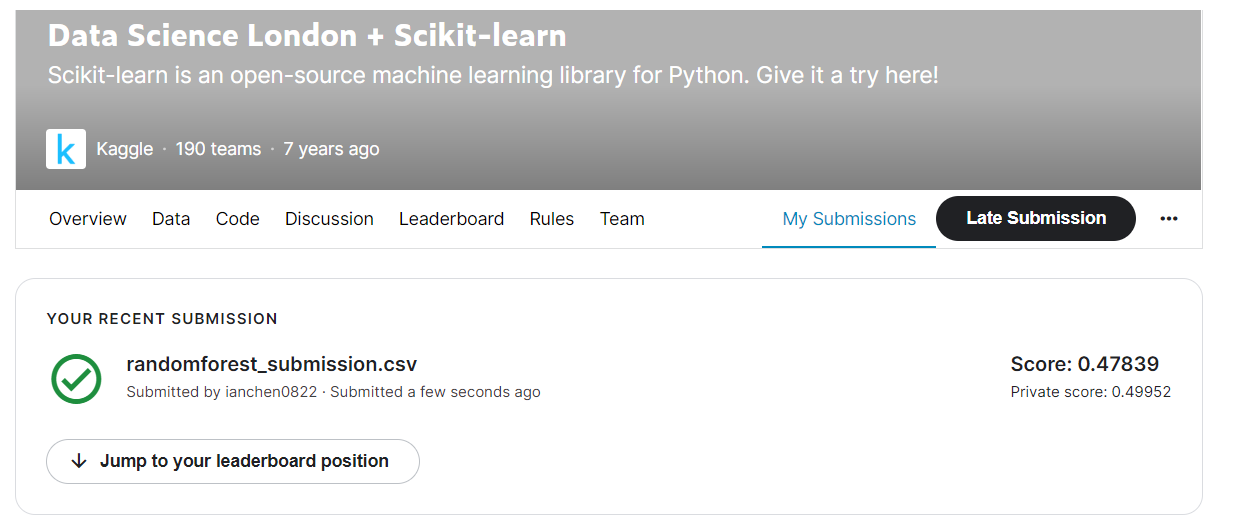 Data Science London + Scikit-learn
Scikit-learn is an open-source machine learning library for Python. Give it a try here!
k Kaggle · 190 teams · 7 years ago
Overview Data Code Discussion Leaderboard Rules Team My Submissions Late Submission ...
YOUR RECENT SUBMISSION
randomforest_submission.csv Score: 0.47839
Submitted by ianchen0822 · Submitted a few seconds ago Private score: 0.49952
↓ Jump to your leaderboard position